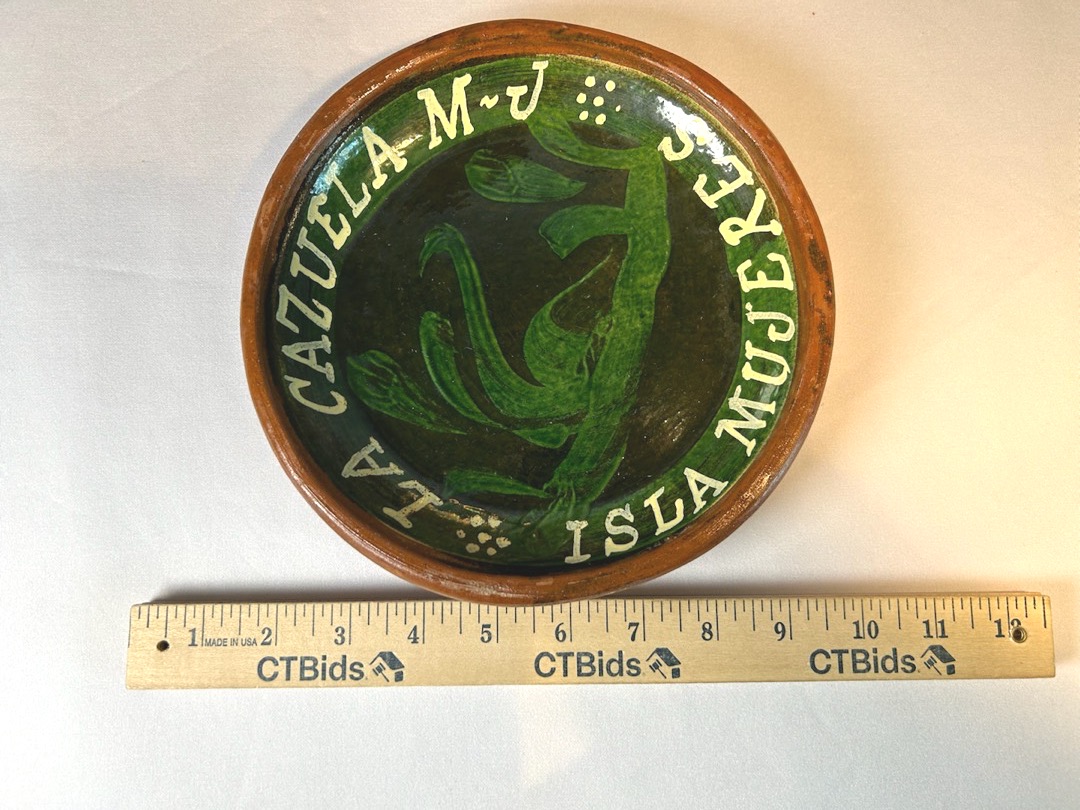 LA CAZUELA M~J
ISLA MUJERES
1 MADE IN USA 2 3 4 5 6 7 8 9 10 11 12
CTBids CTBids CTBids